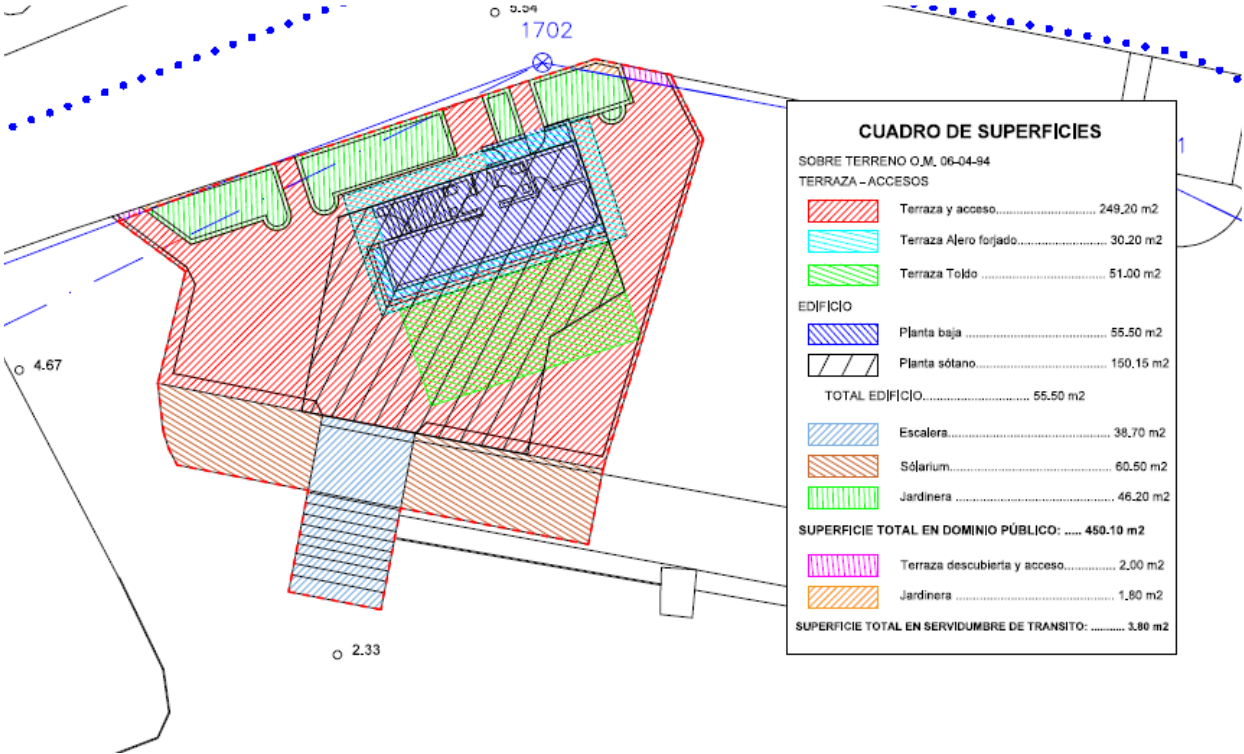 5.54
1702
CUADRO DE SUPERFICIES
SOBRE TERRENO O.M. 06-04-94
TERRAZA - ACCESOS
Terraza y acceso........................ 249,20 m2
Terraza Alero forjado................... 30.20 m2
Terraza Toldo .......................... 51.00 m2
EDIFICIO
Planta baja ............................ 55.50 m2
Planta sótano........................... 150,15 m2
TOTAL EDIFICIO............................ 55.50 m2
Escalera................................ 38.70 m2
Sólarium................................ 60.50 m2
Jardinera .............................. 46.20 m2
SUPERFICIE TOTAL EN DOMINIO PÚBLICO: ..... 450.10 m2
Terraza descubierta y acceso............. 2,00 m2
Jardinera ............................... 1.80 m2
SUPERFICIE TOTAL EN SERVIDUMBRE DE TRANSITO: .......... 3.80 m2
1
4.67
2.33